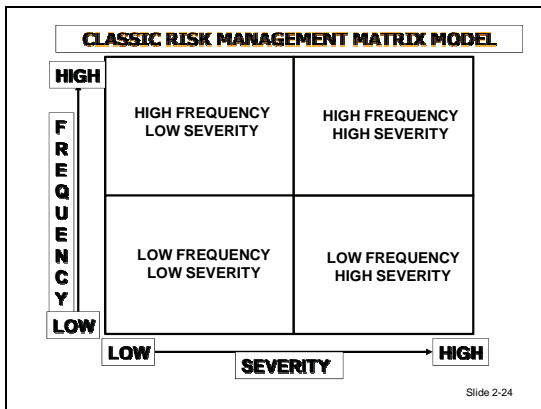 CLASSIC RISK MANAGEMENT MATRIX MODEL
HIGH
FREQUENCY
LOW
HIGH FREQUENCY
LOW SEVERITY
HIGH FREQUENCY
HIGH SEVERITY
LOW FREQUENCY
LOW SEVERITY
LOW FREQUENCY
HIGH SEVERITY
LOW
SEVERITY
HIGH
Slide 2-24